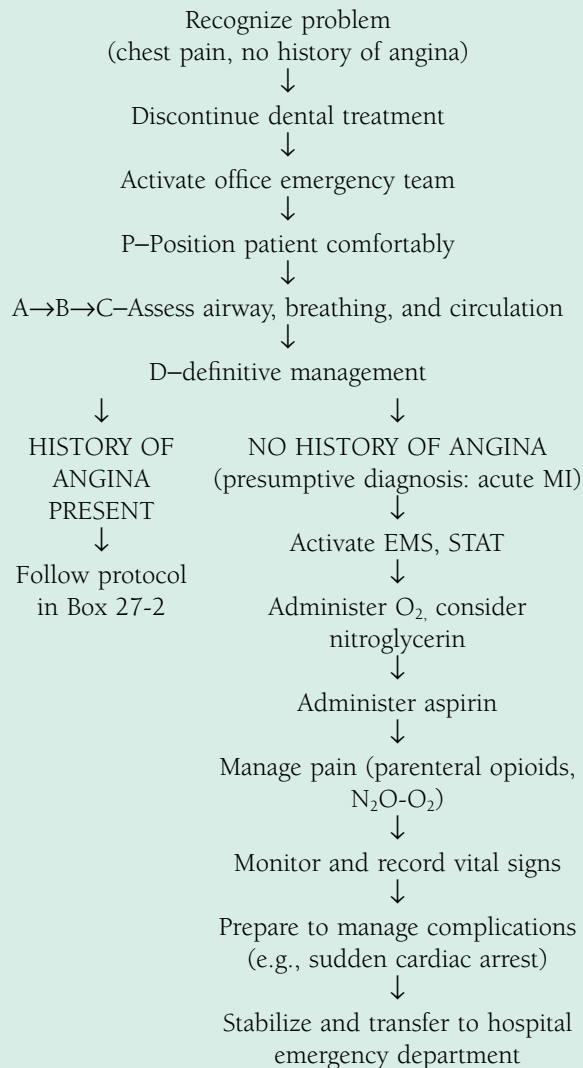 Recognize problem
(chest pain, no history of angina)
↓
Discontinue dental treatment
↓
Activate office emergency team
↓
P–Position patient comfortably
↓
A→B→C–Assess airway, breathing, and circulation
↓
D–definitive management
↓ ↓
HISTORY OF
ANGINA
PRESENT
↓
Follow protocol
in Box 27-2
NO HISTORY OF ANGINA
(presumptive diagnosis: acute MI)
↓
Activate EMS, STAT
↓
Administer O₂, consider
nitroglycerin
↓
Administer aspirin
↓
Manage pain (parenteral opioids,
N₂O-O₂)
↓
Monitor and record vital signs
↓
Prepare to manage complications
(e.g., sudden cardiac arrest)
↓
Stabilize and transfer to hospital
emergency department